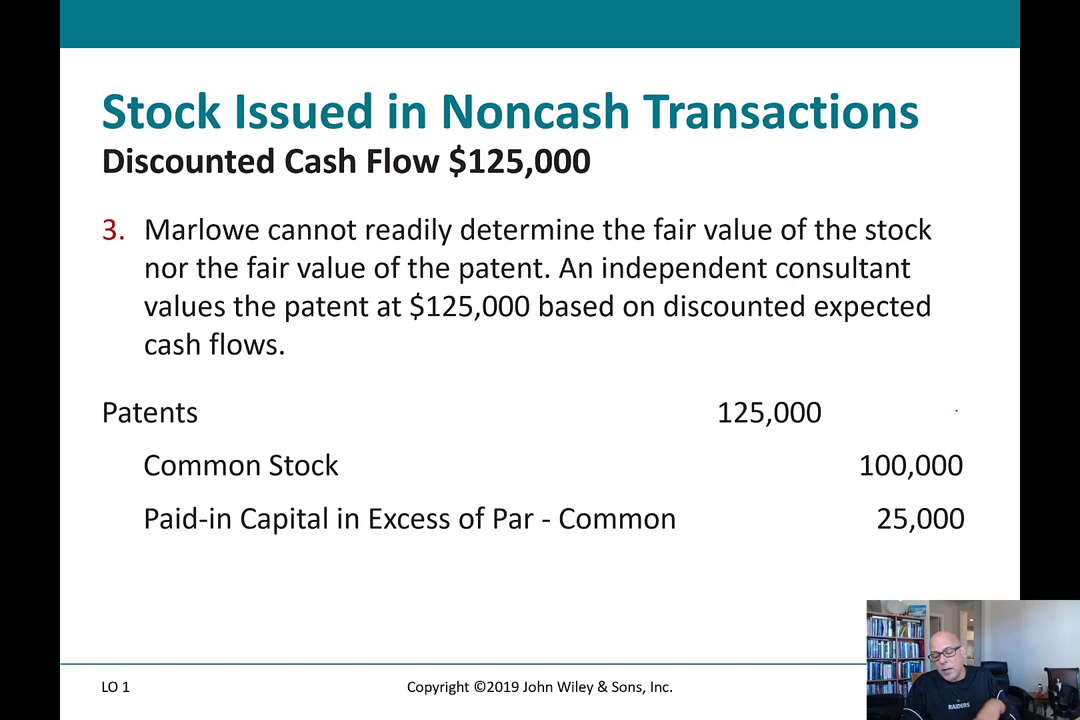 Stock Issued in Noncash Transactions
Discounted Cash Flow $125,000
3. Marlowe cannot readily determine the fair value of the stock
nor the fair value of the patent. An independent consultant
values the patent at $125,000 based on discounted expected
cash flows.
Patents 125,000
Common Stock 100,000
Paid-in Capital in Excess of Par - Common 25,000
LO 1 Copyright ©2019 John Wiley & Sons, Inc.
RAIDERS